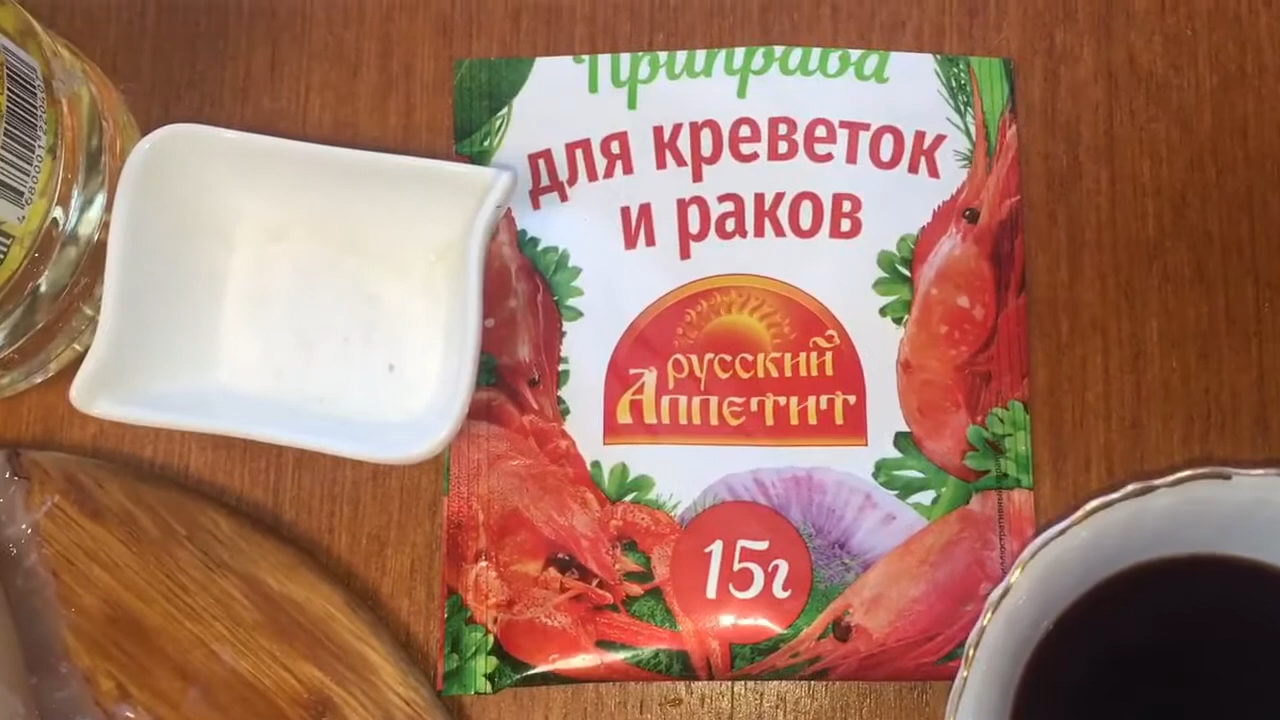 Приправа
для креветок
и раков
русский
Аппетит
15г